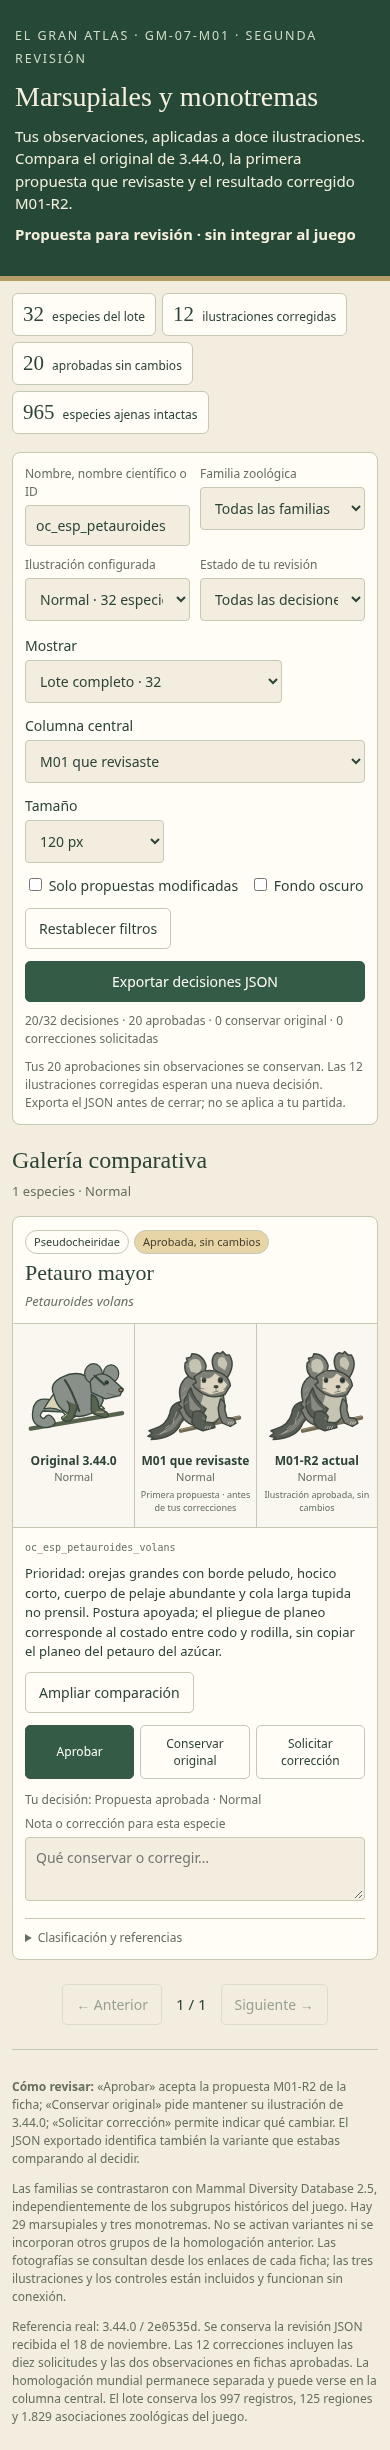 EL GRAN ATLAS · GM-07-M01 · SEGUNDA
REVISIÓN
Marsupiales y monotremas
Tus observaciones, aplicadas a doce ilustraciones.
Compara el original de 3.44.0, la primera
propuesta que revisaste y el resultado corregido
M01-R2.
Propuesta para revisión · sin integrar al juego
32 especies del lote
12 ilustraciones corregidas
20 aprobadas sin cambios
965 especies ajenas intactas
Nombre, nombre científico o
ID
Familia zoológica
oc_esp_petauroides
Todas las familias
Ilustración configurada
Estado de tu revisión
Normal · 32 especi
Todas las decisione
Mostrar
Lote completo · 32
Columna central
M01 que revisaste
Tamaño
120 px
Solo propuestas modificadas
Fondo oscuro
Restablecer filtros
Exportar decisiones JSON
20/32 decisiones · 20 aprobadas · 0 conservar original · 0
correcciones solicitadas
Tus 20 aprobaciones sin observaciones se conservan. Las 12
ilustraciones corregidas esperan una nueva decisión.
Exporta el JSON antes de cerrar; no se aplica a tu partida.
Galería comparativa
1 especies · Normal
Pseudocheiridae
Aprobada, sin cambios
Petauro mayor
Petauroides volans
Original 3.44.0
Normal
M01 que revisaste
Normal
Primera propuesta · antes
de tus correcciones
M01-R2 actual
Normal
Ilustración aprobada, sin
cambios
oc_esp_petauroides_volans
Prioridad: orejas grandes con borde peludo, hocico
corto, cuerpo de pelaje abundante y cola larga tupida
no prensil. Postura apoyada; el pliegue de planeo
corresponde al costado entre codo y rodilla, sin copiar
el planeo del petauro del azúcar.
Ampliar comparación
Aprobar
Conservar
original
Solicitar
corrección
Tu decisión: Propuesta aprobada · Normal
Nota o corrección para esta especie
Qué conservar o corregir...
Clasificación y referencias
← Anterior
1 / 1
Siguiente →
Cómo revisar: «Aprobar» acepta la propuesta M01-R2 de la
ficha; «Conservar original» pide mantener su ilustración de
3.44.0; «Solicitar corrección» permite indicar qué cambiar. El
JSON exportado identifica también la variante que estabas
comparando al decidir.
Las familias se contrastaron con Mammal Diversity Database 2.5,
independientemente de los subgrupos históricos del juego. Hay
29 marsupiales y tres monotremas. No se activan variantes ni se
incorporan otros grupos de la homologación anterior. Las
fotografías se consultan desde los enlaces de cada ficha; las tres
ilustraciones y los controles están incluidos y funcionan sin
conexión.
Referencia real: 3.44.0 / 2e0535d. Se conserva la revisión JSON
recibida el 18 de noviembre. Las 12 correcciones incluyen las
diez solicitudes y las dos observaciones en fichas aprobadas. La
homologación mundial permanece separada y puede verse en la
columna central. El lote conserva los 997 registros, 125 regiones
y 1.829 asociaciones zoológicas del juego.